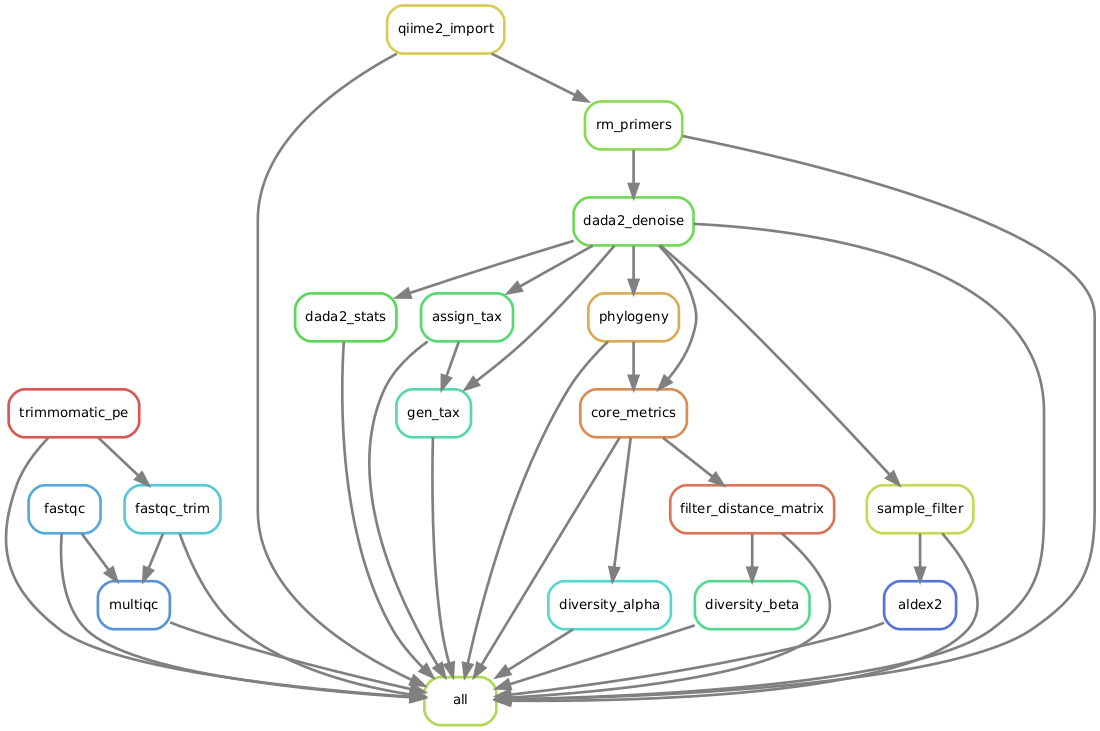 qiime2_import
rm_primers
dada2_denoise
dada2_stats
assign_tax
phylogeny
trimmomatic_pe
gen_tax
core_metrics
fastqc
fastqc_trim
filter_distance_matrix
sample_filter
multiqc
diversity_alpha
diversity_beta
aldex2
all